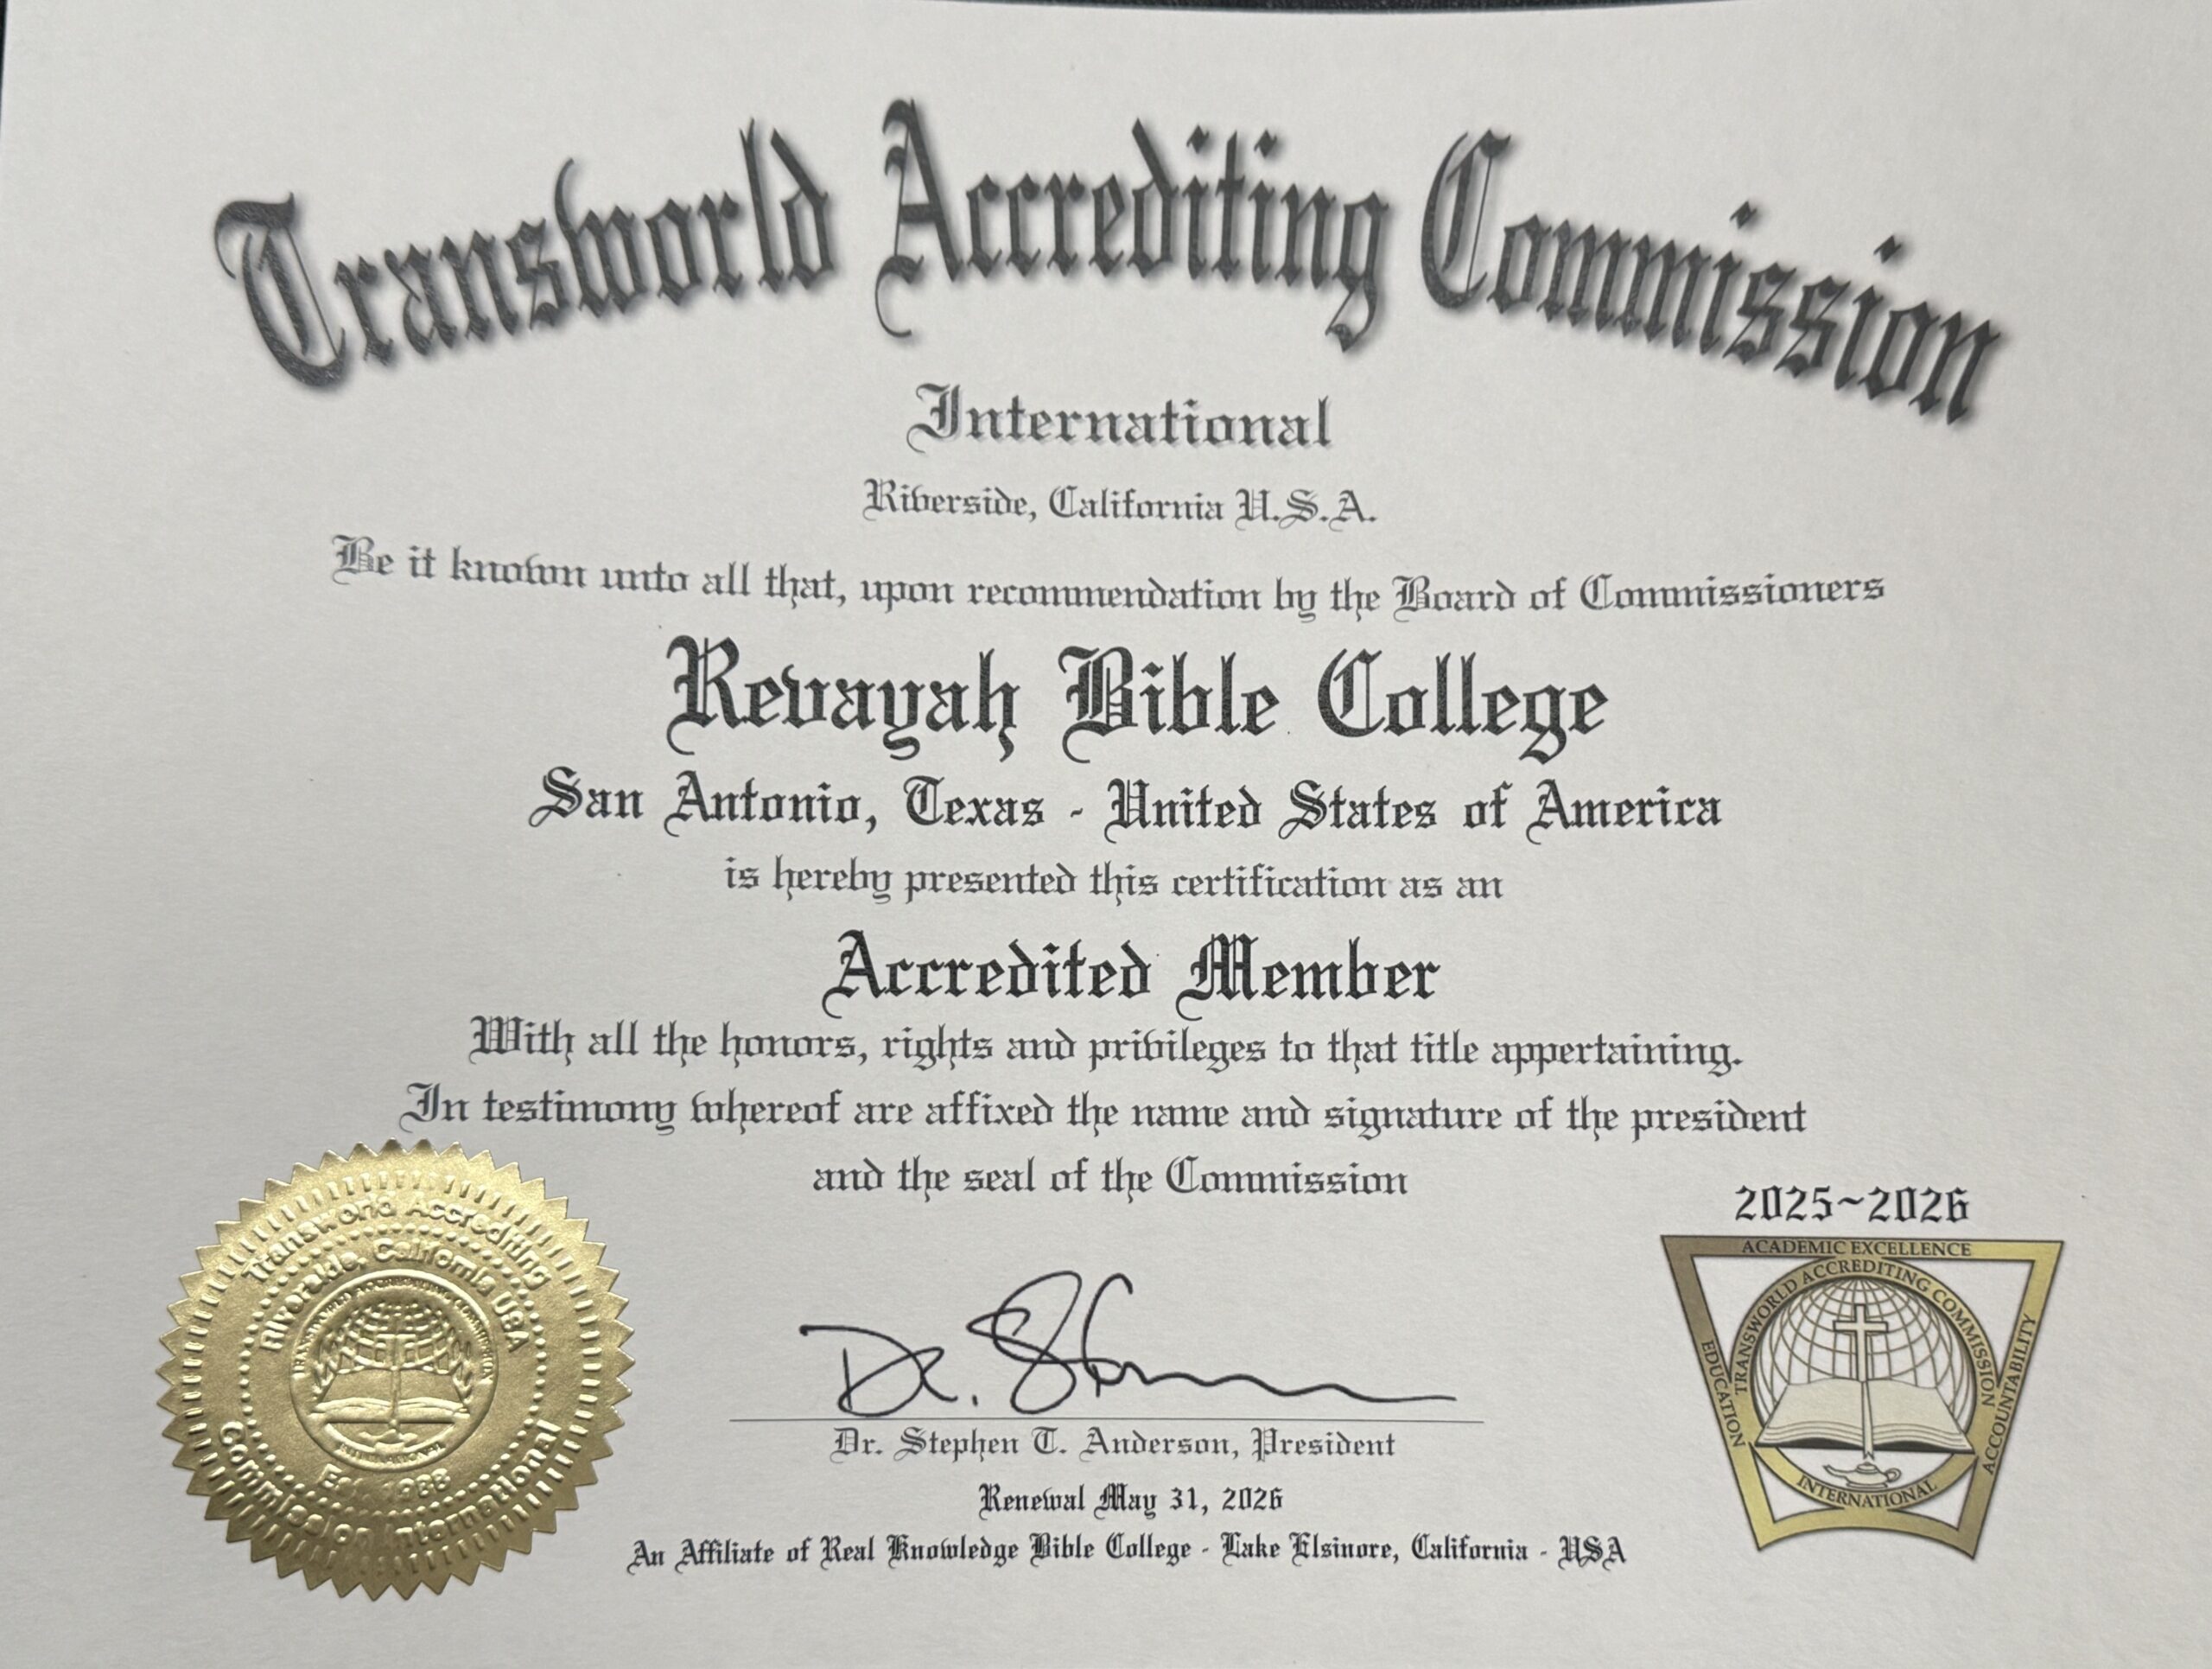 Transworld Accrediting Commission
International
Riverside, California U.S.A.
Be it known unto all that, upon recommendation by the Board of Commissioners
Revayah Bible College
San Antonio, Texas - United States of America
is hereby presented this certification as an
Accredited Member
With all the honors, rights and privileges to that title appertaining.
In testimony whereof are affixed the name and signature of the president
and the seal of the Commission
Transworld Accrediting
Riverside, California USA
TRANSWORLD ACCREDITING COMMISSION
INTERNATIONAL
Est. 1988
Commission International
Dr. Stephen T. Anderson, President
Renewal May 31, 2026
An Affiliate of Real Knowledge Bible College - Lake Elsinore, California - USA
2025~2026
ACADEMIC EXCELLENCE
TRANSWORLD ACCREDITING COMMISSION
EDUCATION
ACCOUNTABILITY
INTERNATIONAL